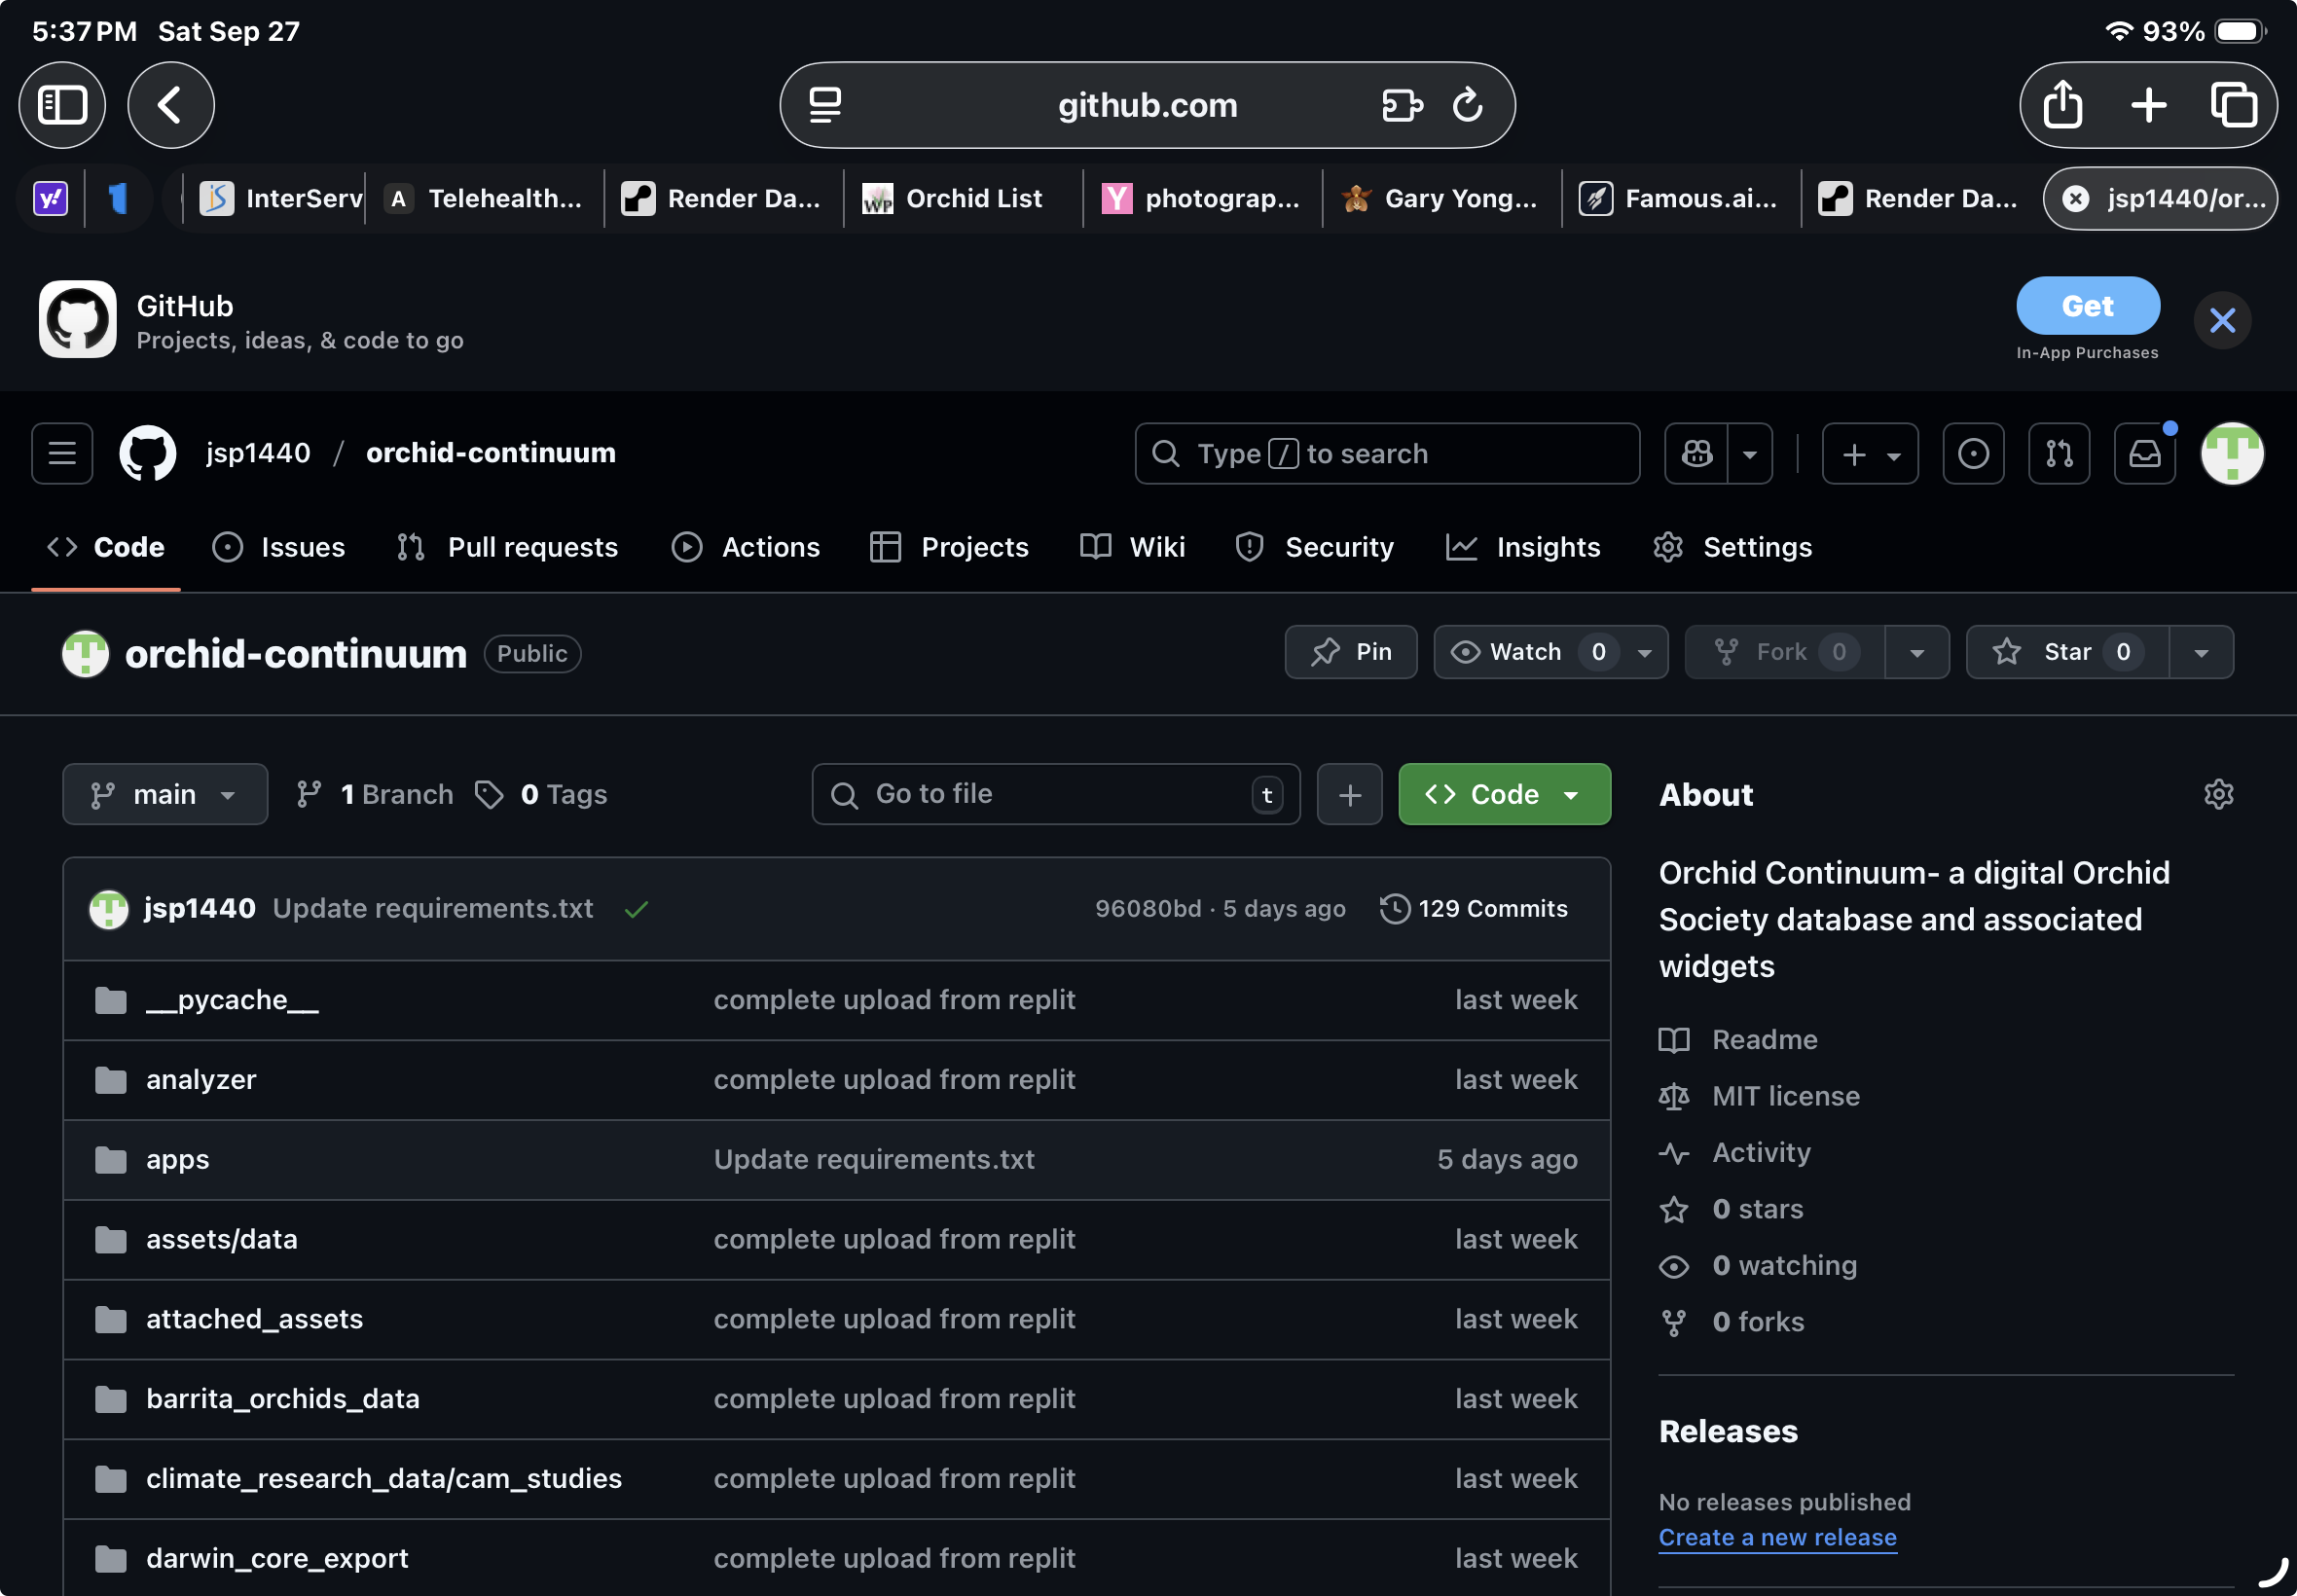 5:37 PM Sat Sep 27
93%
github.com
InterServ
A Telehealth...
Render Da...
WP Orchid List
Y photograp...
Gary Yong...
Famous.ai...
Render Da...
jsp1440/or...
GitHub
Projects, ideas, & code to go
Get
In-App Purchases
jsp1440 / orchid-continuum
Type / to search
Code
Issues
Pull requests
Actions
Projects
Wiki
Security
Insights
Settings
orchid-continuum Public
Pin
Watch 0
Fork 0
Star 0
main
1 Branch
0 Tags
Go to file t
Code
About
Orchid Continuum- a digital Orchid
Society database and associated
widgets
jsp1440 Update requirements.txt
96080bd · 5 days ago
129 Commits
__pycache__ complete upload from replit last week
analyzer complete upload from replit last week
apps Update requirements.txt 5 days ago
assets/data complete upload from replit last week
attached_assets complete upload from replit last week
barrita_orchids_data complete upload from replit last week
climate_research_data/cam_studies complete upload from replit last week
darwin_core_export complete upload from replit last week
Readme
MIT license
Activity
0 stars
0 watching
0 forks
Releases
No releases published
Create a new release